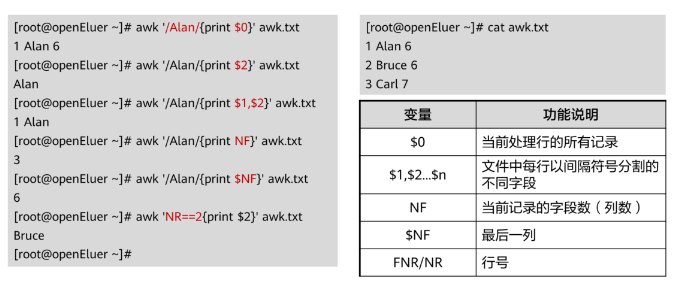 [root@openEluer ~]# awk '/Alan/{print $0}' awk.txt
1 Alan 6
[root@openEluer ~]# awk '/Alan/{print $2}' awk.txt
Alan
[root@openEluer ~]# awk '/Alan/{print $1,$2}' awk.txt
1 Alan
[root@openEluer ~]# awk '/Alan/{print NF}' awk.txt
3
[root@openEluer ~]# awk '/Alan/{print $NF}' awk.txt
6
[root@openEluer ~]# awk 'NR==2{print $2}' awk.txt
Bruce
[root@openEluer ~]#
[root@openEluer ~]# cat awk.txt
1 Alan 6
2 Bruce 6
3 Carl 7
变量 功能说明
$0 当前处理行的所有记录
$1,$2...$n 文件中每行以间隔符号分割的
不同字段
NF 当前记录的字段数（列数）
$NF 最后一列
FNR/NR 行号